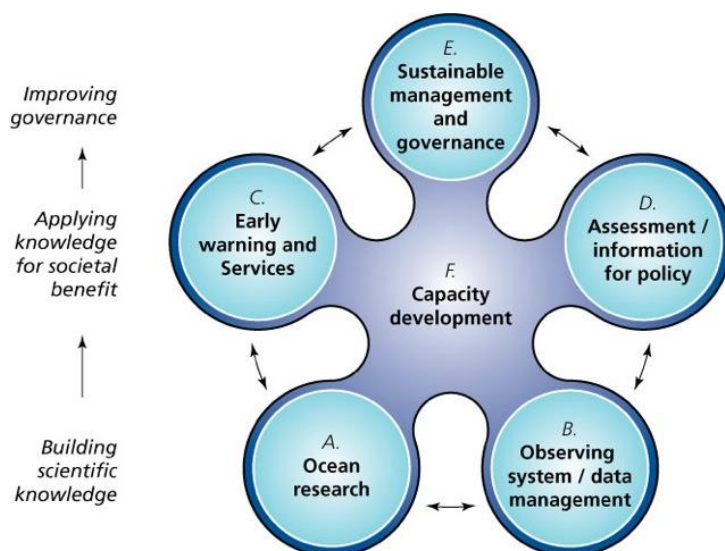 E.
Sustainable
management
and
governance
Improving
governance
C.
Early
warning and
Services
D.
Assessment /
information
for policy
Applying
knowledge
for societal
benefit
F.
Capacity
development
A.
Ocean
research
B.
Observing
system / data
management
Building
scientific
knowledge